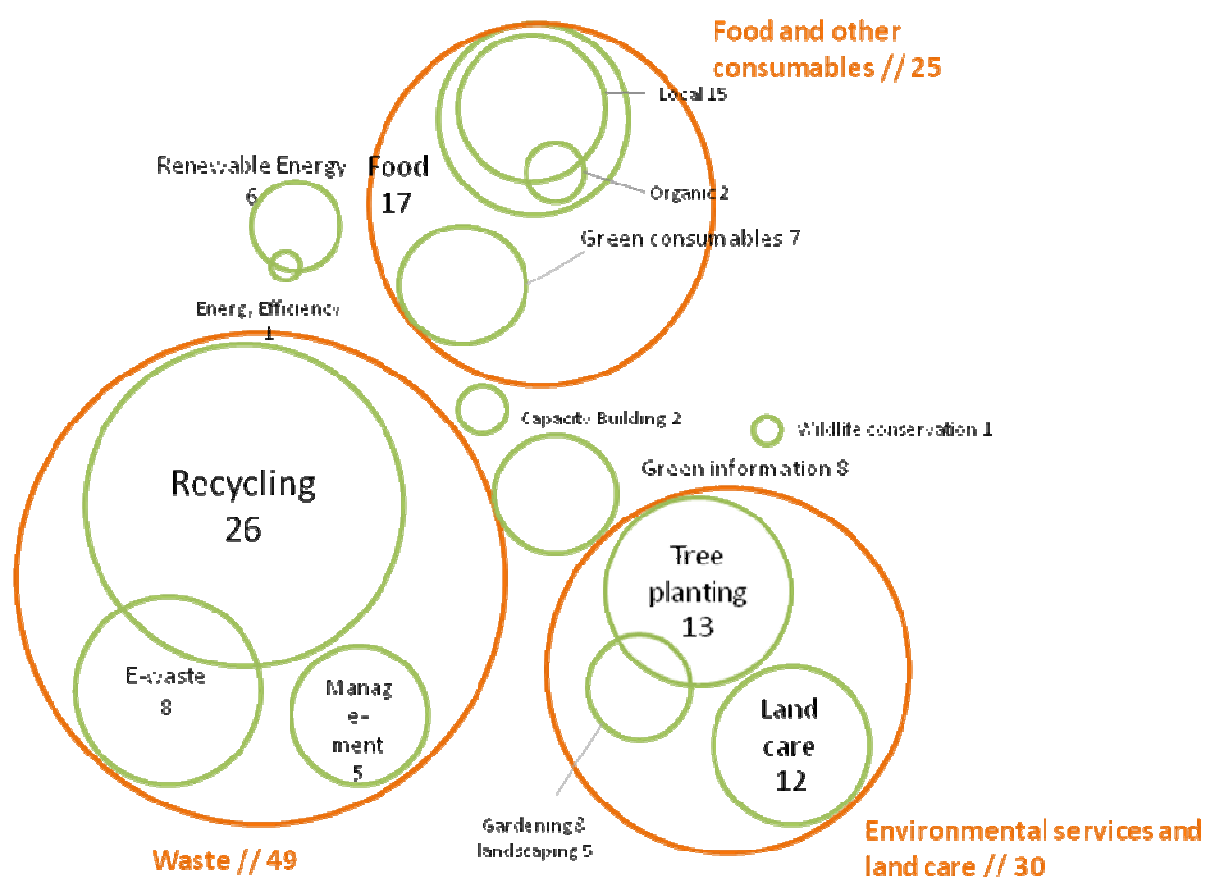 Food and other
consumables // 25
Local 15
Renewable Energy
6
Food
17
Organic 2
Green consumables 7
Energy Efficiency
1
Capacity Building 2
Wildlife conservation 1
Green information 8
Recycling
26
Tree
planting
13
E-waste
8
Manag
e-
ment
5
Land
care
12
Gardening &
landscaping 5
Environmental services and
land care // 30
Waste // 49